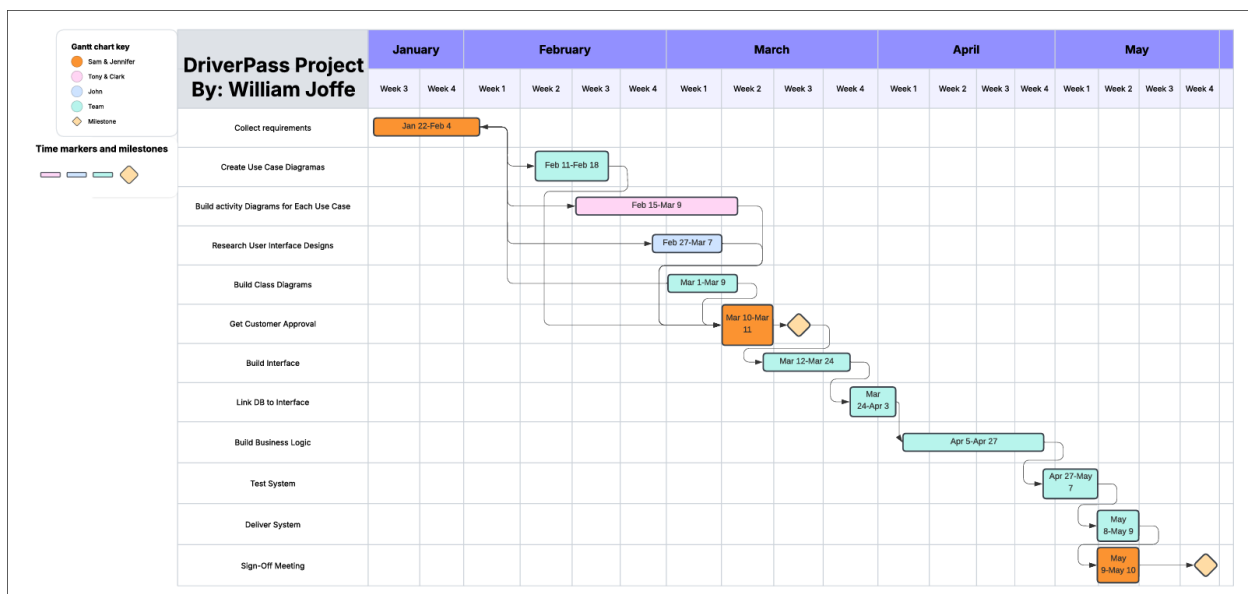 Gantt chart key
Sam & Jennifer
Tony & Clark
John
Team
Milestone
Time markers and milestones
DriverPass Project
By: William Joffe
January February March April May
Week 3 Week 4 Week 1 Week 2 Week 3 Week 4 Week 1 Week 2 Week 3 Week 4 Week 1 Week 2 Week 3 Week 4 Week 1 Week 2 Week 3 Week 4
Collect requirements
Jan 22-Feb 4
Create Use Case Diagramas
Feb 11-Feb 18
Build activity Diagrams for Each Use Case
Feb 15-Mar 9
Research User Interface Designs
Feb 27-Mar 7
Build Class Diagrams
Mar 1-Mar 9
Get Customer Approval
Mar 10-Mar
11
Build Interface
Mar 12-Mar 24
Link DB to Interface
Mar
24-Apr 3
Build Business Logic
Apr 5-Apr 27
Test System
Apr 27-May
7
Deliver System
May
8-May 9
Sign-Off Meeting
May
9-May 10